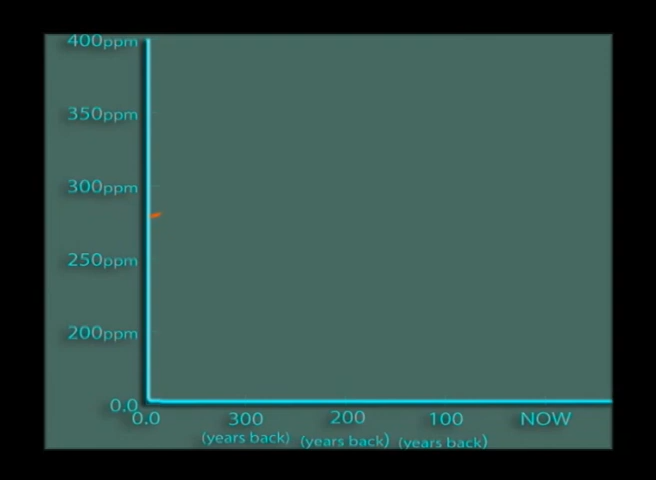 400ppm
350ppm
300ppm
250ppm
200ppm
0.0
0.0 300 200 100 NOW
(years back) (years back) (years back)